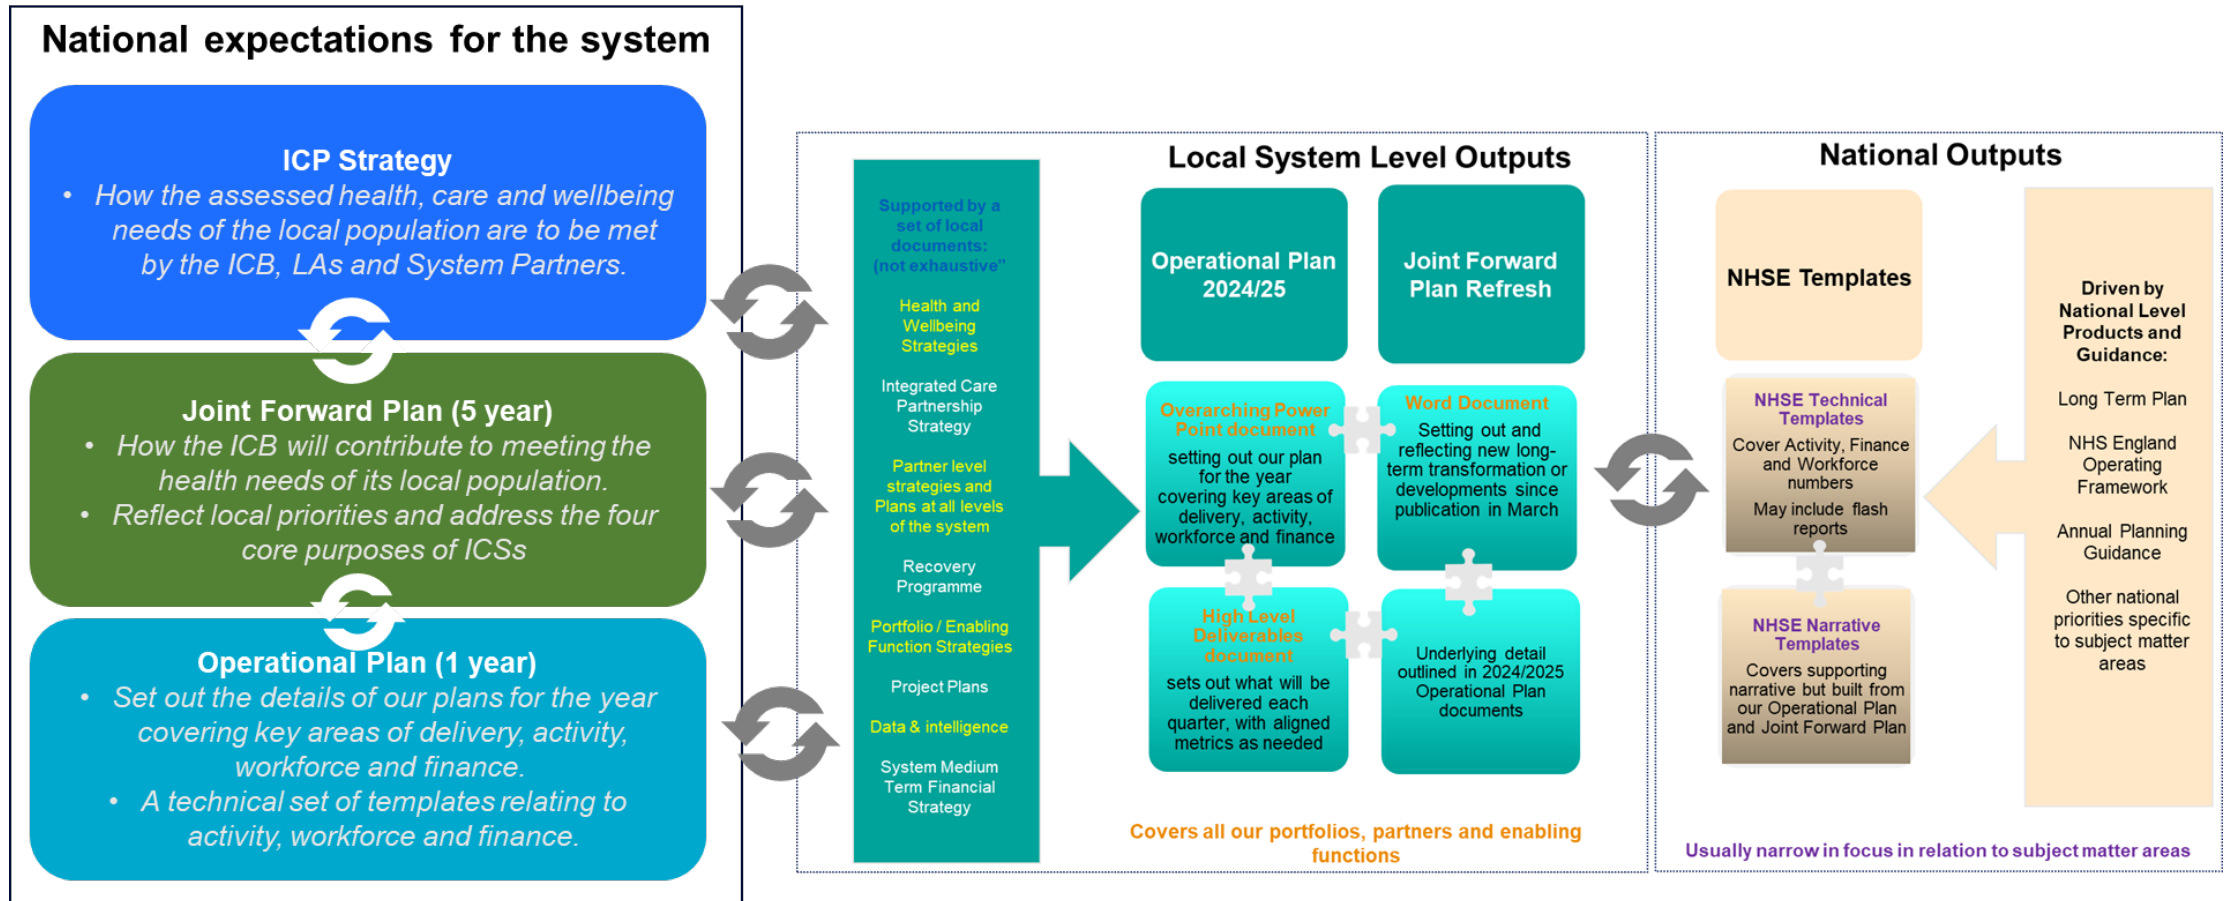 National expectations for the system
ICP Strategy
• How the assessed health, care and wellbeing
needs of the local population are to be met
by the ICB, LAs and System Partners.
Joint Forward Plan (5 year)
• How the ICB will contribute to meeting the
health needs of its local population.
• Reflect local priorities and address the four
core purposes of ICSs
Operational Plan (1 year)
• Set out the details of our plans for the year
covering key areas of delivery, activity,
workforce and finance.
• A technical set of templates relating to
activity, workforce and finance.
Supported by a
set of local
documents:
(not exhaustive"
Health and
Wellbeing
Strategies
Integrated Care
Partnership
Strategy
Partner level
strategies and
Plans at all levels
of the system
Recovery
Programme
Portfolio / Enabling
Function Strategies
Project Plans
Data & intelligence
System Medium
Term Financial
Strategy
Local System Level Outputs
Operational Plan
2024/25
Joint Forward
Plan Refresh
Overarching Power
Point document
setting out our plan
for the year
covering key areas of
delivery, activity,
workforce and finance
Word Document
Setting out and
reflecting new long-
term transformation or
developments since
publication in March
High Level
Deliverables
document
sets out what will be
delivered each
quarter, with aligned
metrics as needed
Underlying detail
outlined in 2024/2025
Operational Plan
documents
Covers all our portfolios, partners and enabling
functions
National Outputs
NHSE Templates
NHSE Technical
Templates
Cover Activity, Finance
and Workforce
numbers
May include flash
reports
NHSE Narrative
Templates
Covers supporting
narrative but built from
our Operational Plan
and Joint Forward Plan
Driven by
National Level
Products and
Guidance:
Long Term Plan
NHS England
Operating
Framework
Annual Planning
Guidance
Other national
priorities specific
to subject matter
areas
Usually narrow in focus in relation to subject matter areas